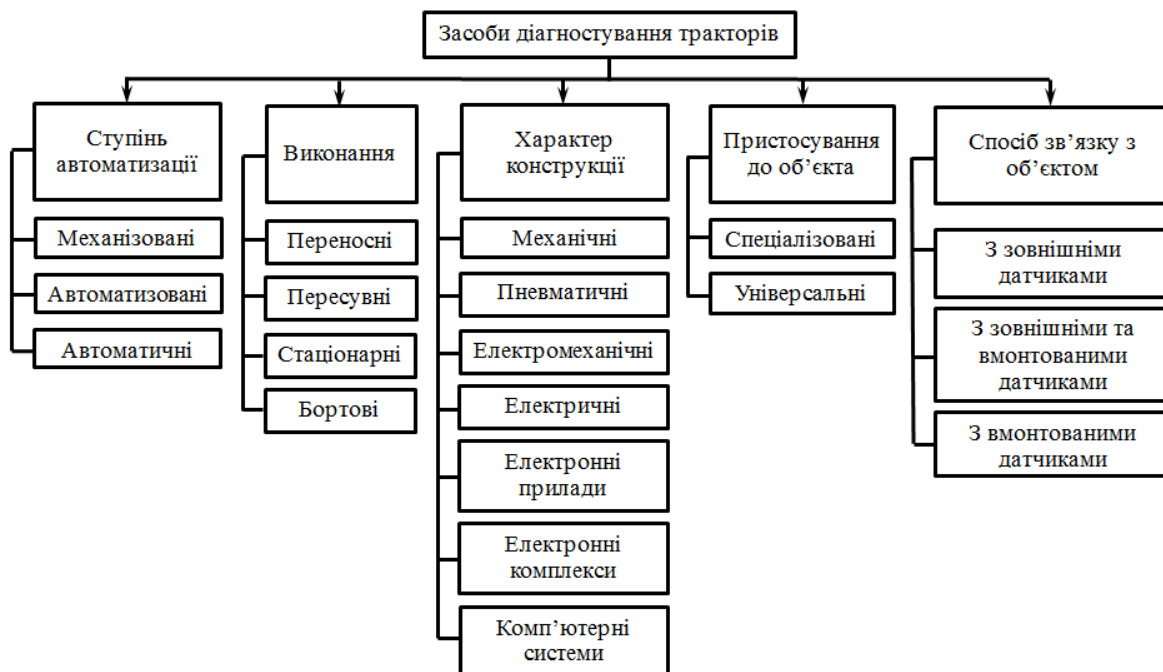 Засоби діагностування тракторів
Ступінь
автоматизації
Механізовані
Автоматизовані
Автоматичні
Виконання
Переносні
Пересувні
Стаціонарні
Бортові
Характер
конструкції
Механічні
Пневматичні
Електромеханічні
Електричні
Електронні
прилади
Електронні
комплекси
Комп’ютерні
системи
Пристосування
до об’єкта
Спеціалізовані
Універсальні
Спосіб зв’язку з
об’єктом
З зовнішніми
датчиками
З зовнішніми та
вмонтованими
датчиками
З вмонтованими
датчиками